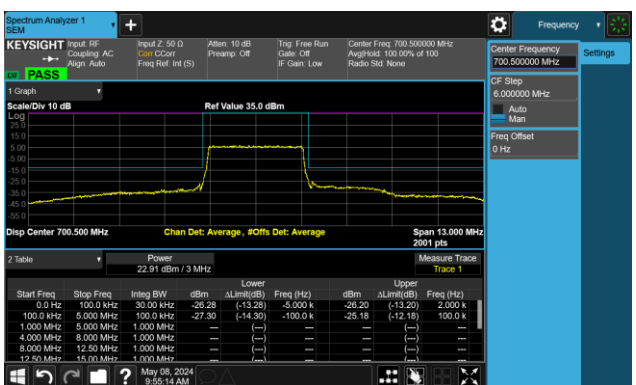 Spectrum Analyzer 1
SEM
Frequency
KEYSIGHT
Input: RF
Coupling: AC
Align: Auto
Input Z: 50 Ω
Corr CCorr
Freq Ref: Int (S)
Atten: 10 dB
Preamp: Off
Trig: Free Run
Gate: Off
IF Gain: Low
Center Freq: 700.500000 MHz
Avg|Hold: 100.00% of 100
Radio Std: None
PASS
Center Frequency
700.500000 MHz
Settings
CF Step
6.000000 MHz
Auto
Man
Freq Offset
0 Hz
1 Graph
Scale/Div 10 dB
Ref Value 35.0 dBm
Log
25.0
15.0
5.00
-5.00
-15.0
-25.0
-35.0
-45.0
-55.0
Disp Center 700.500 MHz
Chan Det: Average , #Offs Det: Average
Span 13.000 MHz
2001 pts
2 Table
Power
22.91 dBm / 3 MHz
Measure Trace
Trace 1
Lower Upper
Start Freq Stop Freq Integ BW dBm ΔLimit(dB) Freq (Hz) dBm ΔLimit(dB) Freq (Hz)
0.0 Hz 100.0 kHz 30.00 kHz -26.28 (-13.28) -5.000 k -26.20 (-13.20) 2.000 k
100.0 kHz 5.000 MHz 100.0 kHz -27.30 (-14.30) -100.0 k -25.18 (-12.18) 100.0 k
1.000 MHz 5.000 MHz 1.000 MHz --- (---) --- --- (---) ---
4.000 MHz 8.000 MHz 1.000 MHz --- (---) --- --- (---) ---
8.000 MHz 12.50 MHz 1.000 MHz --- (---) --- --- (---) ---
12.50 MHz 15.00 MHz 1.000 MHz --- (---) --- --- (---) ---
May 08, 2024
9:55:14 AM